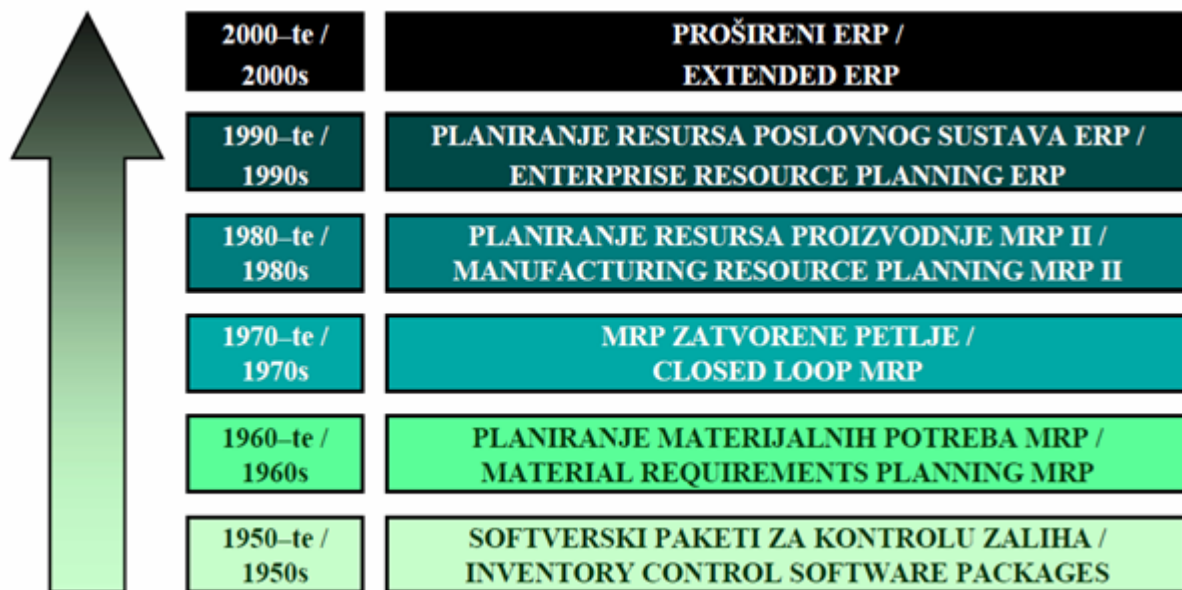 2000–te /
2000s
PROŠIRENI ERP /
EXTENDED ERP
1990–te /
1990s
PLANIRANJE RESURSA POSLOVNOG SUSTAVA ERP /
ENTERPRISE RESOURCE PLANNING ERP
1980–te /
1980s
PLANIRANJE RESURSA PROIZVODNJE MRP II /
MANUFACTURING RESOURCE PLANNING MRP II
1970–te /
1970s
MRP ZATVORENE PETLJE /
CLOSED LOOP MRP
1960–te /
1960s
PLANIRANJE MATERIJALNIH POTREBA MRP /
MATERIAL REQUIREMENTS PLANNING MRP
1950–te /
1950s
SOFTVERSKI PAKETI ZA KONTROLU ZALIHA /
INVENTORY CONTROL SOFTWARE PACKAGES